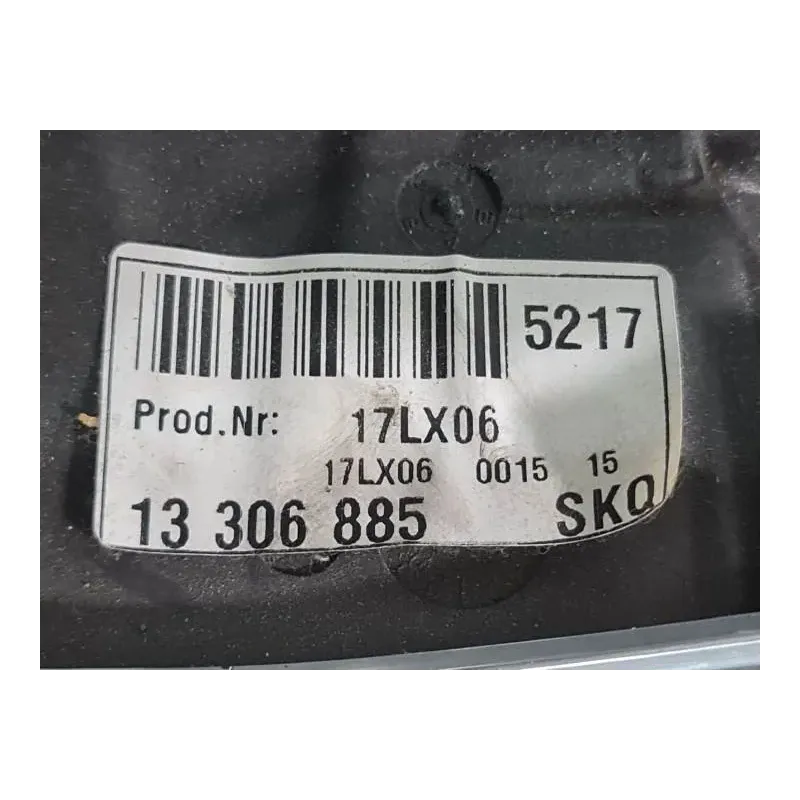 5217
Prod.Nr: 17LX06
17LX06 0015 15
13 306 885 SKQ